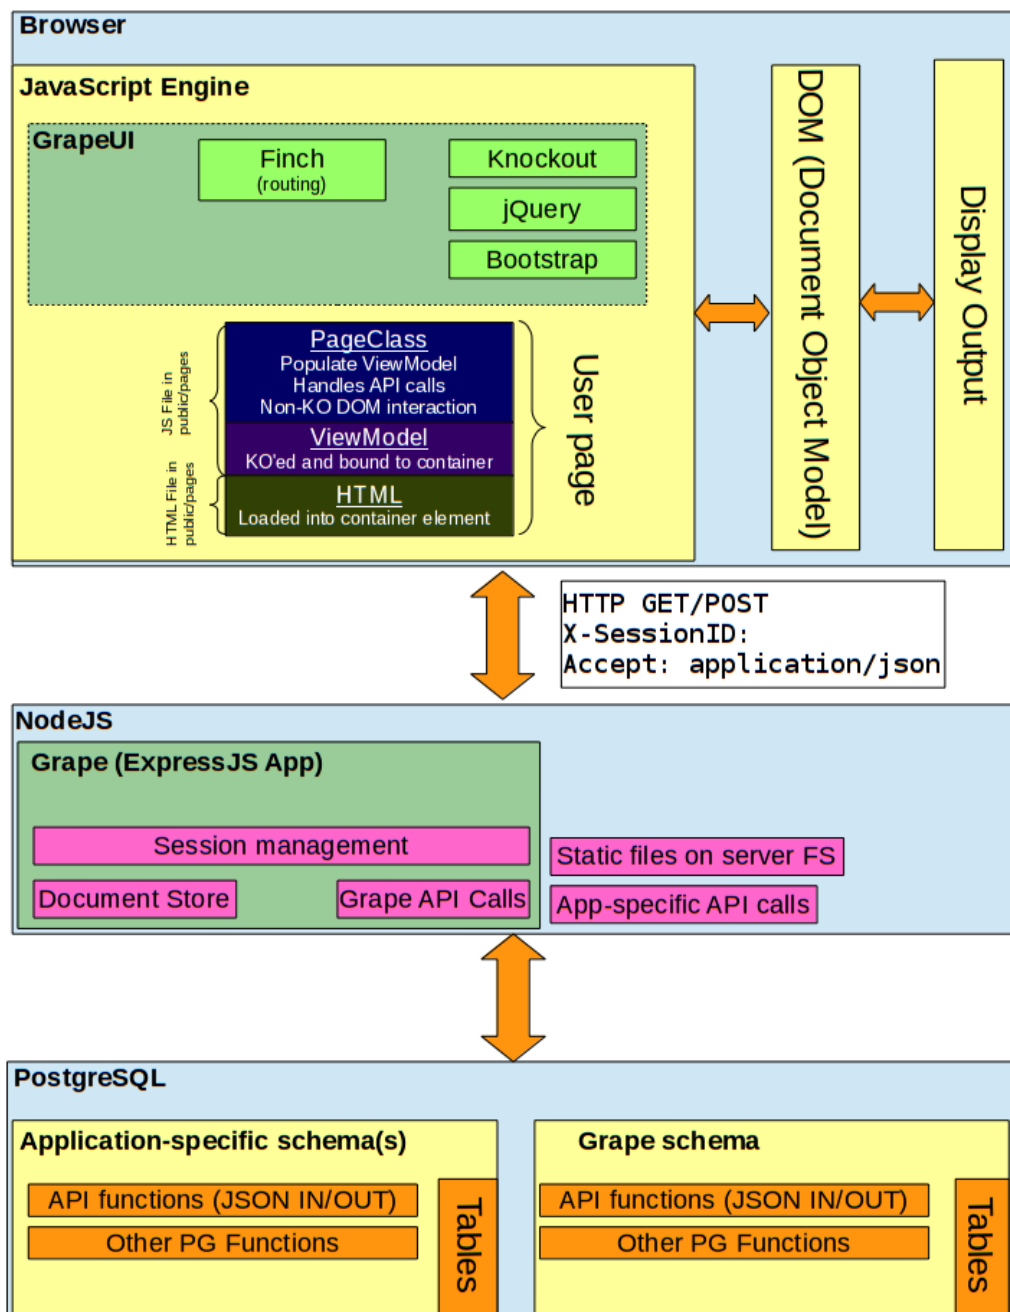 Browser
JavaScript Engine
GrapeUI
Finch
(routing)
Knockout
jQuery
Bootstrap
PageClass
Populate ViewModel
Handles API calls
Non-KO DOM interaction
ViewModel
KO'ed and bound to container
HTML
Loaded into container element
JS File in
public/pages
HTML File in
public/pages
User page
DOM (Document Object Model)
Display Output
HTTP GET/POST
X-SessionID:
Accept: application/json
NodeJS
Grape (ExpressJS App)
Session management
Document Store
Grape API Calls
Static files on server FS
App-specific API calls
PostgreSQL
Application-specific schema(s)
API functions (JSON IN/OUT)
Other PG Functions
Tables
Grape schema
API functions (JSON IN/OUT)
Other PG Functions
Tables